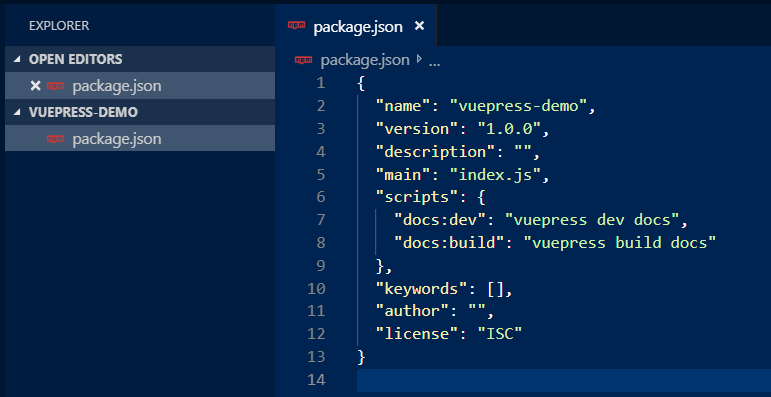 EXPLORER
OPEN EDITORS
package.json
VUEPRESS-DEMO
package.json
package.json
package.json ...
1 {
2 "name": "vuepress-demo",
3 "version": "1.0.0",
4 "description": "",
5 "main": "index.js",
6 "scripts": {
7 "docs:dev": "vuepress dev docs",
8 "docs:build": "vuepress build docs"
9 },
10 "keywords": [],
11 "author": "",
12 "license": "ISC"
13 }
14